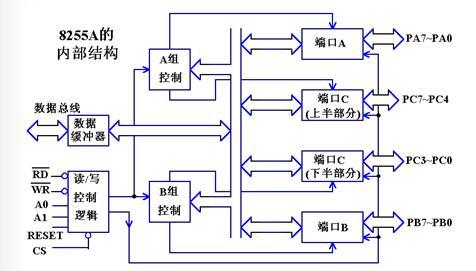 8255A的
内部结构
A组
控制
端口A
PA7~PA0
端口C
(上半部分)
PC7~PC4
数据总线
数据
缓冲器
RD
WR
A0
A1
RESET
CS
读/写
控制
逻辑
B组
控制
端口C
(下半部分)
PC3~PC0
端口B
PB7~PB0